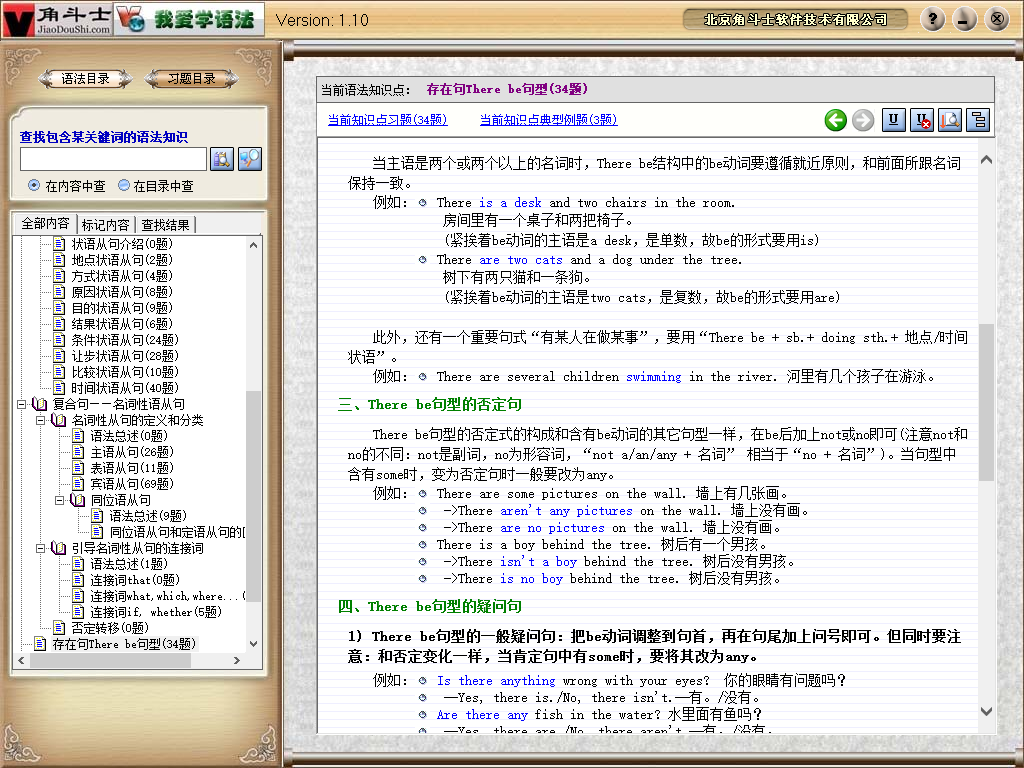 角斗士
JiaoDouShi.com
我爱学语法
Version: 1.10
北京角斗士软件技术有限公司
语法目录
习题目录
查找包含某关键词的语法知识
在内容中查
在目录中查
全部内容
标记内容
查找结果
状语从句介绍(0题)
地点状语从句(2题)
方式状语从句(4题)
原因状语从句(8题)
目的状语从句(9题)
结果状语从句(6题)
条件状语从句(24题)
让步状语从句(28题)
比较状语从句(10题)
时间状语从句(40题)
复合句——名词性语从句
名词性从句的定义和分类
语法总述(0题)
主语从句(26题)
表语从句(11题)
宾语从句(69题)
同位语从句
语法总述(9题)
同位语从句和定语从句的
引导名词性从句的连接词
语法总述(1题)
连接词that(0题)
连接词what,which,where...(
连接词if, whether(5题)
否定转移(0题)
存在句There be句型(34题)
当前语法知识点: 存在句There be句型(34题)
当前知识点习题(34题)
当前知识点典型例题(3题)
当主语是两个或两个以上的名词时, There be结构中的be动词要遵循就近原则, 和前面所跟名词
保持一致。
例如: There is a desk and two chairs in the room.
房间里有一个桌子和两把椅子。
(紧挨着be动词的主语是a desk, 是单数, 故be的形式要用is)
There are two cats and a dog under the tree.
树下有两只猫和一条狗。
(紧挨着be动词的主语是two cats, 是复数, 故be的形式要用are)
此外, 还有一个重要句式“有某人在做某事”, 要用“There be + sb.+ doing sth.+ 地点/时间
状语”。
例如: There are several children swimming in the river. 河里有几个孩子在游泳。
三、There be句型的否定句
There be句型的否定式的构成和含有be动词的其它句型一样, 在be后加上not或no即可(注意not和
no的不同: not是副词, no为形容词, “not a/an/any + 名词” 相当于“no + 名词”)。当句型中
含有some时, 变为否定句时一般要改为any。
例如: There are some pictures on the wall. 墙上有几张画。
->There aren't any pictures on the wall. 墙上没有画。
->There are no pictures on the wall. 墙上没有画。
There is a boy behind the tree. 树后有一个男孩。
->There isn't a boy behind the tree. 树后没有男孩。
->There is no boy behind the tree. 树后没有男孩。
四、There be句型的疑问句
1) There be句型的一般疑问句: 把be动词调整到句首, 再在句尾加上问号即可。但同时要注
意: 和否定变化一样, 当肯定句中有some时, 要将其改为any。
例如: Is there anything wrong with your eyes? 你的眼睛有问题吗?
—Yes, there is./No, there isn't.—有。/没有。
Are there any fish in the water? 水里面有鱼吗?
—Yes, there are./No, there aren't.—有。/没有。